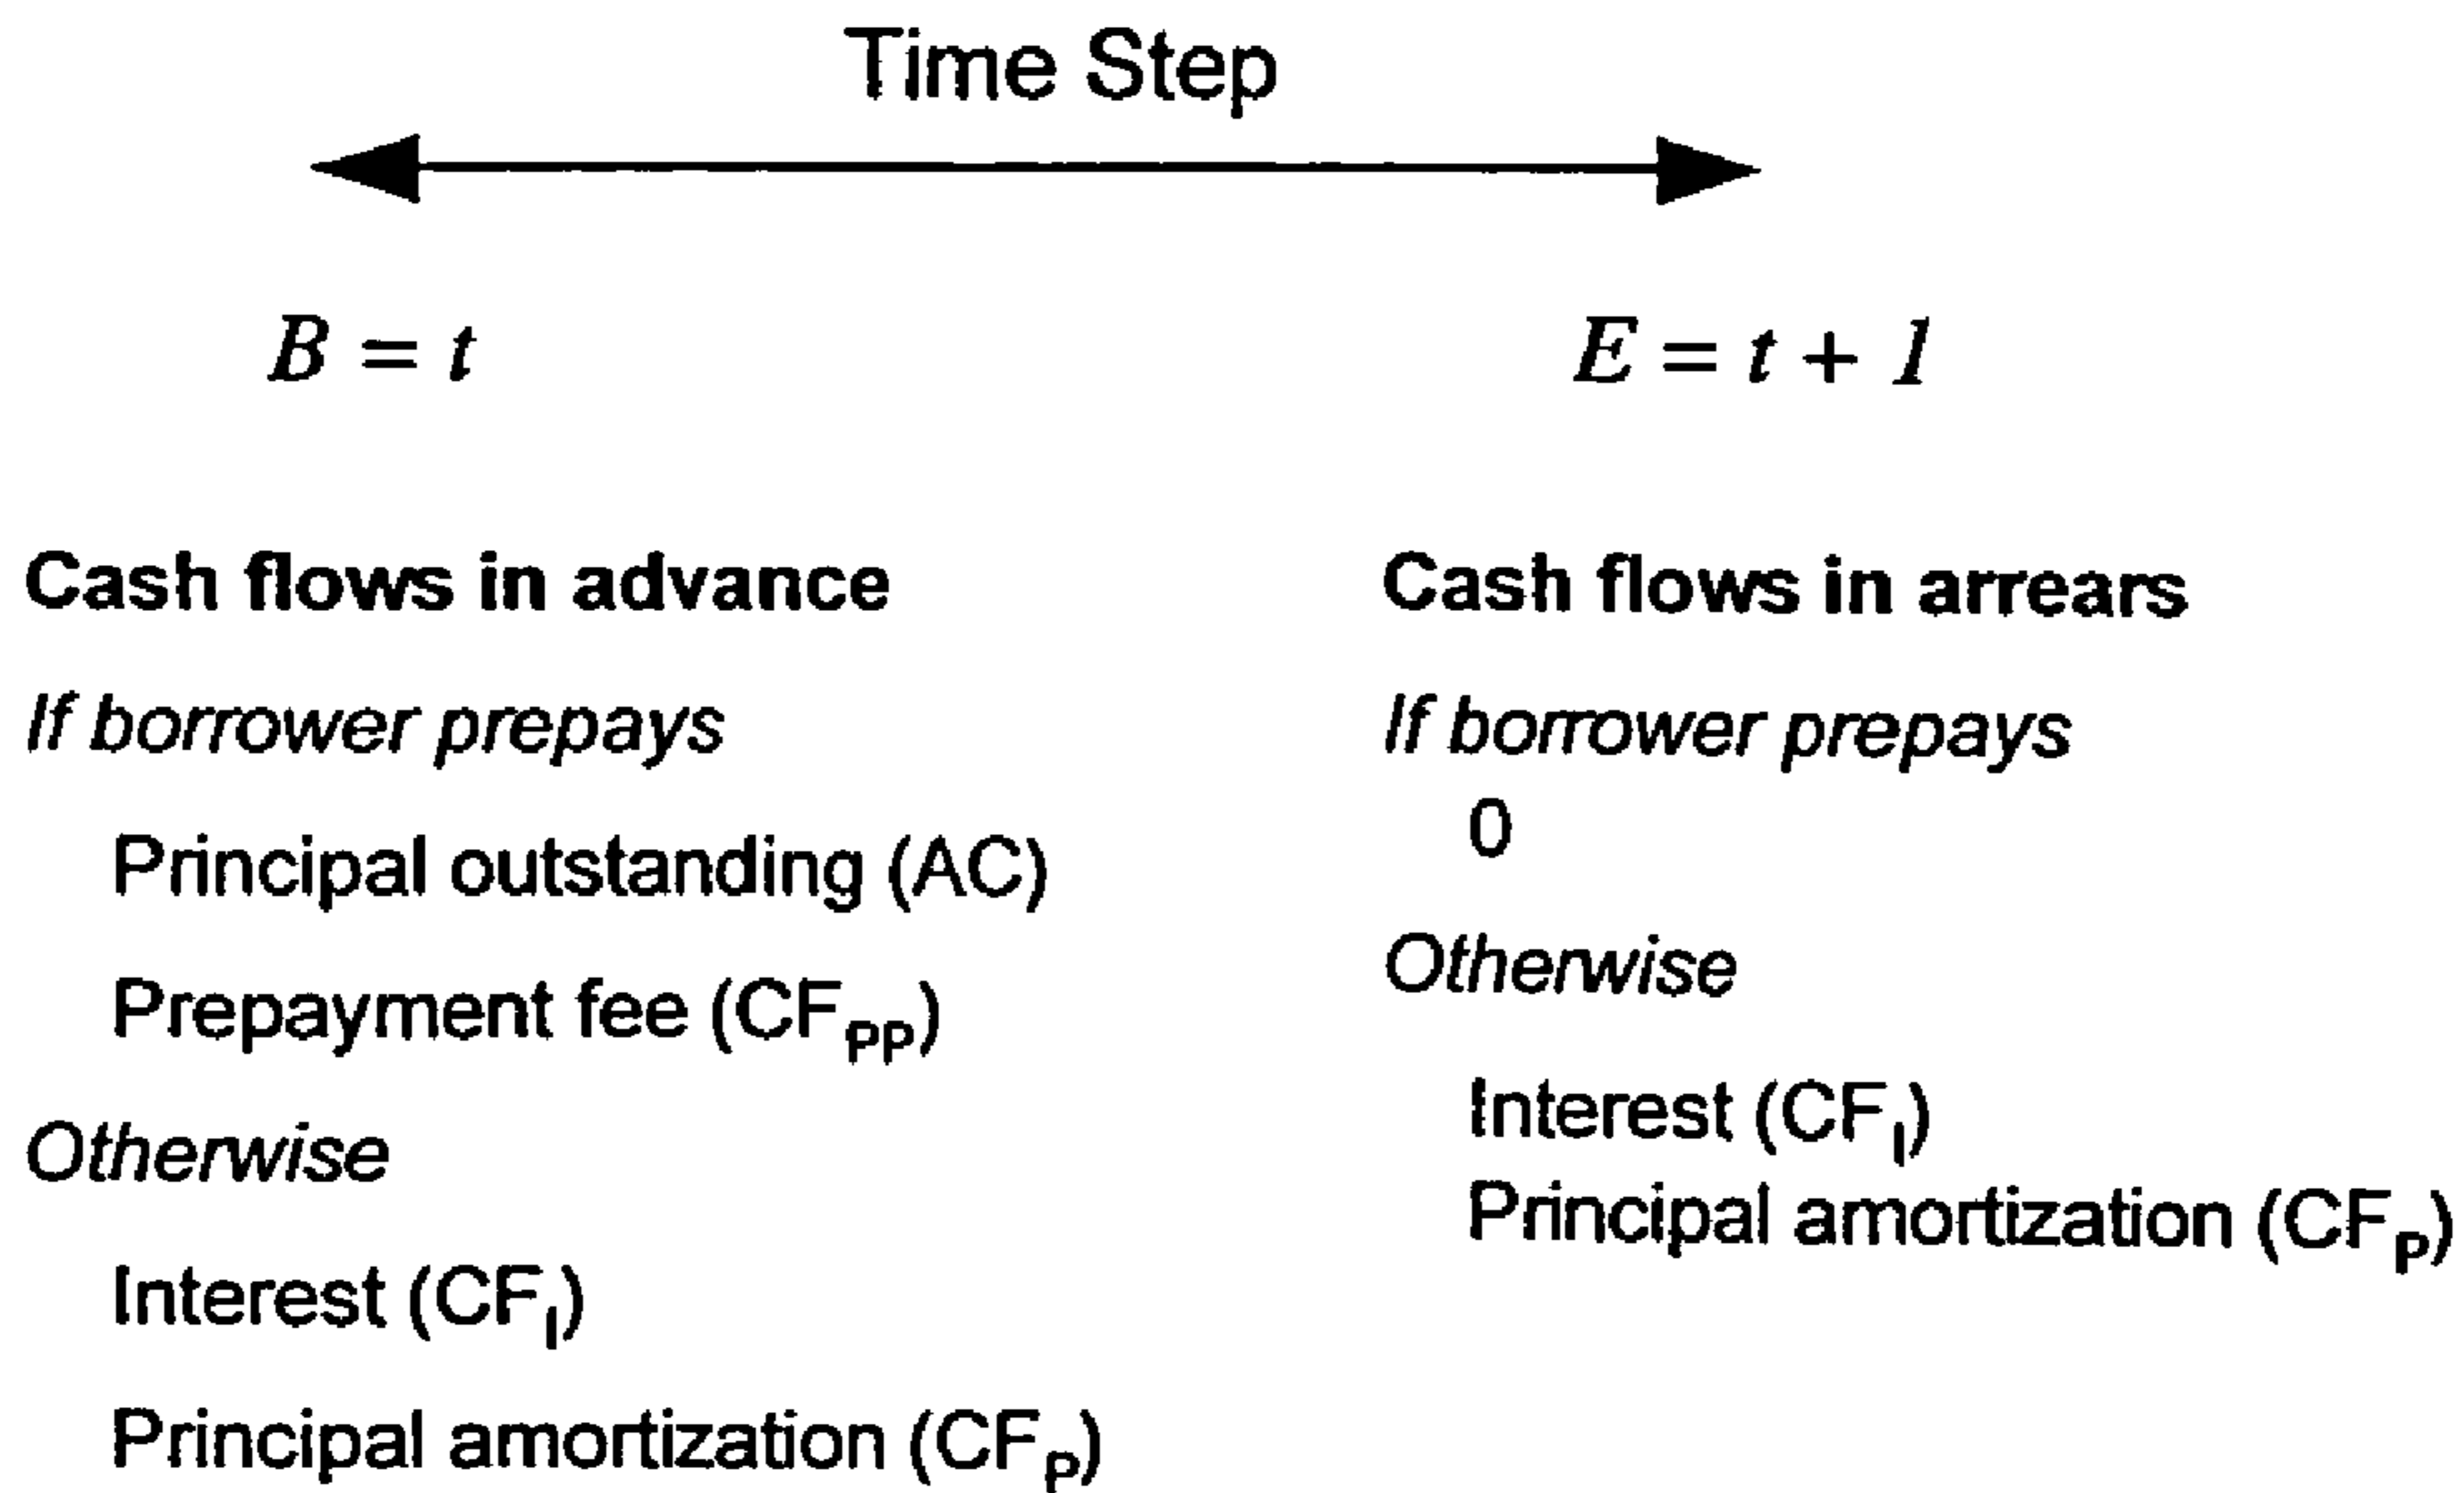 Time Step
B = t
E = t + 1
Cash flows in advance
If borrower prepays
Principal outstanding (AC)
Prepayment fee (CF_pp)
Otherwise
Interest (CF_I)
Principal amortization (CF_p)
Cash flows in arrears
If borrower prepays
0
Otherwise
Interest (CF_I)
Principal amortization (CF_p)